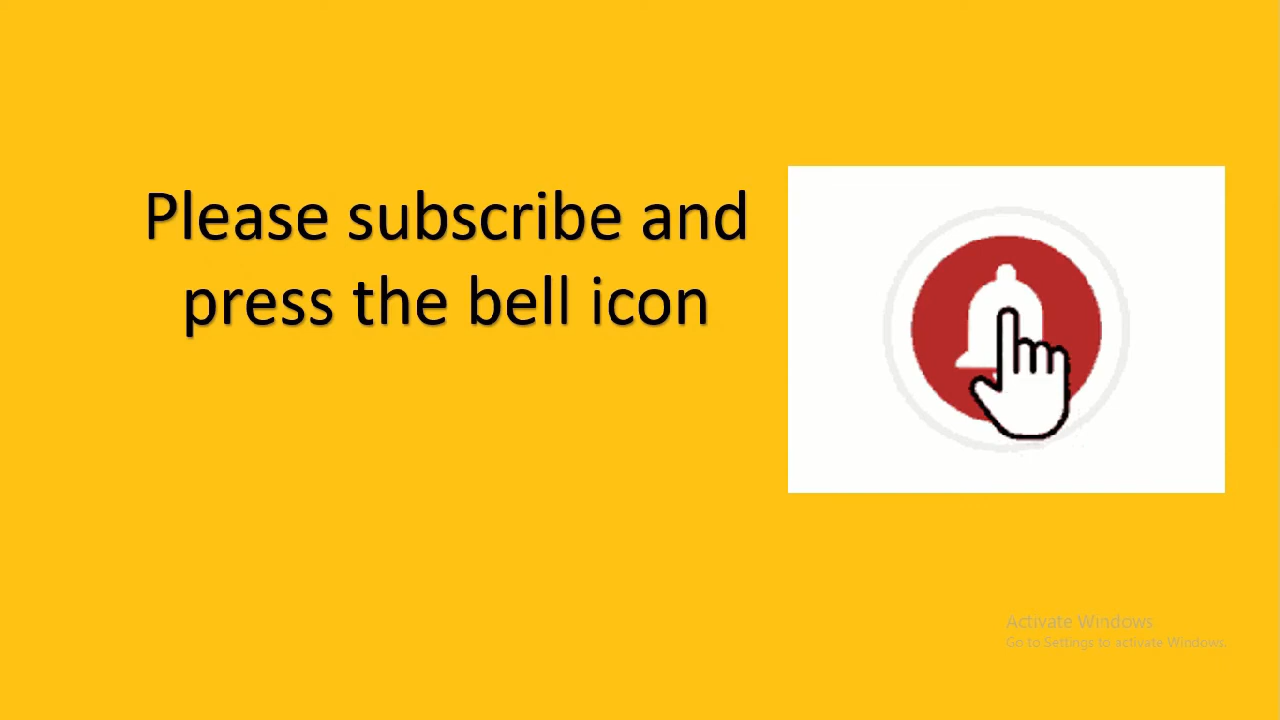 Please subscribe and
press the bell icon
Activate Windows
Go to Settings to activate Windows.